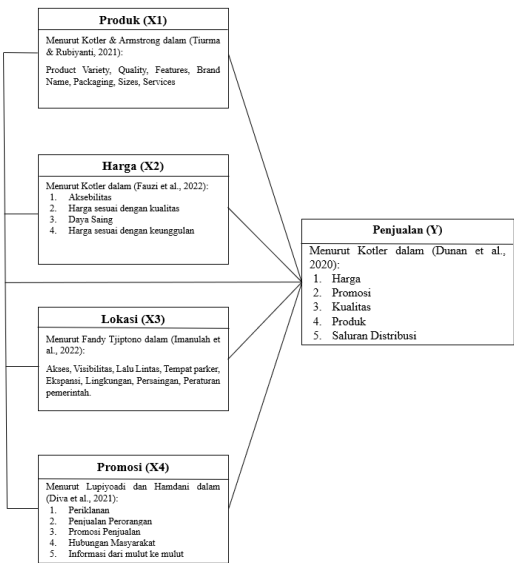 Produk (X1)
Menurut Kotler & Armstrong dalam (Tiurma
& Rubiyanti, 2021):
Product Variety, Quality, Features, Brand
Name, Packaging, Sizes, Services
Harga (X2)
Menurut Kotler dalam (Fauzi et al., 2022):
1. Aksebilitas
2. Harga sesuai dengan kualitas
3. Daya Saing
4. Harga sesuai dengan keunggulan
Penjualan (Y)
Menurut Kotler dalam (Dunan et al.,
2020):
1. Harga
2. Promosi
3. Kualitas
4. Produk
5. Saluran Distribusi
Lokasi (X3)
Menurut Fandy Tjiptono dalam (Imanulah et
al., 2022):
Akses, Visibilitas, Lalu Lintas, Tempat parker,
Ekspansi, Lingkungan, Persaingan, Peraturan
pemerintah.
Promosi (X4)
Menurut Lupiyoadi dan Hamdani dalam
(Diva et al., 2021):
1. Periklanan
2. Penjualan Perorangan
3. Promosi Penjualan
4. Hubungan Masyarakat
5. Informasi dari mulut ke mulut